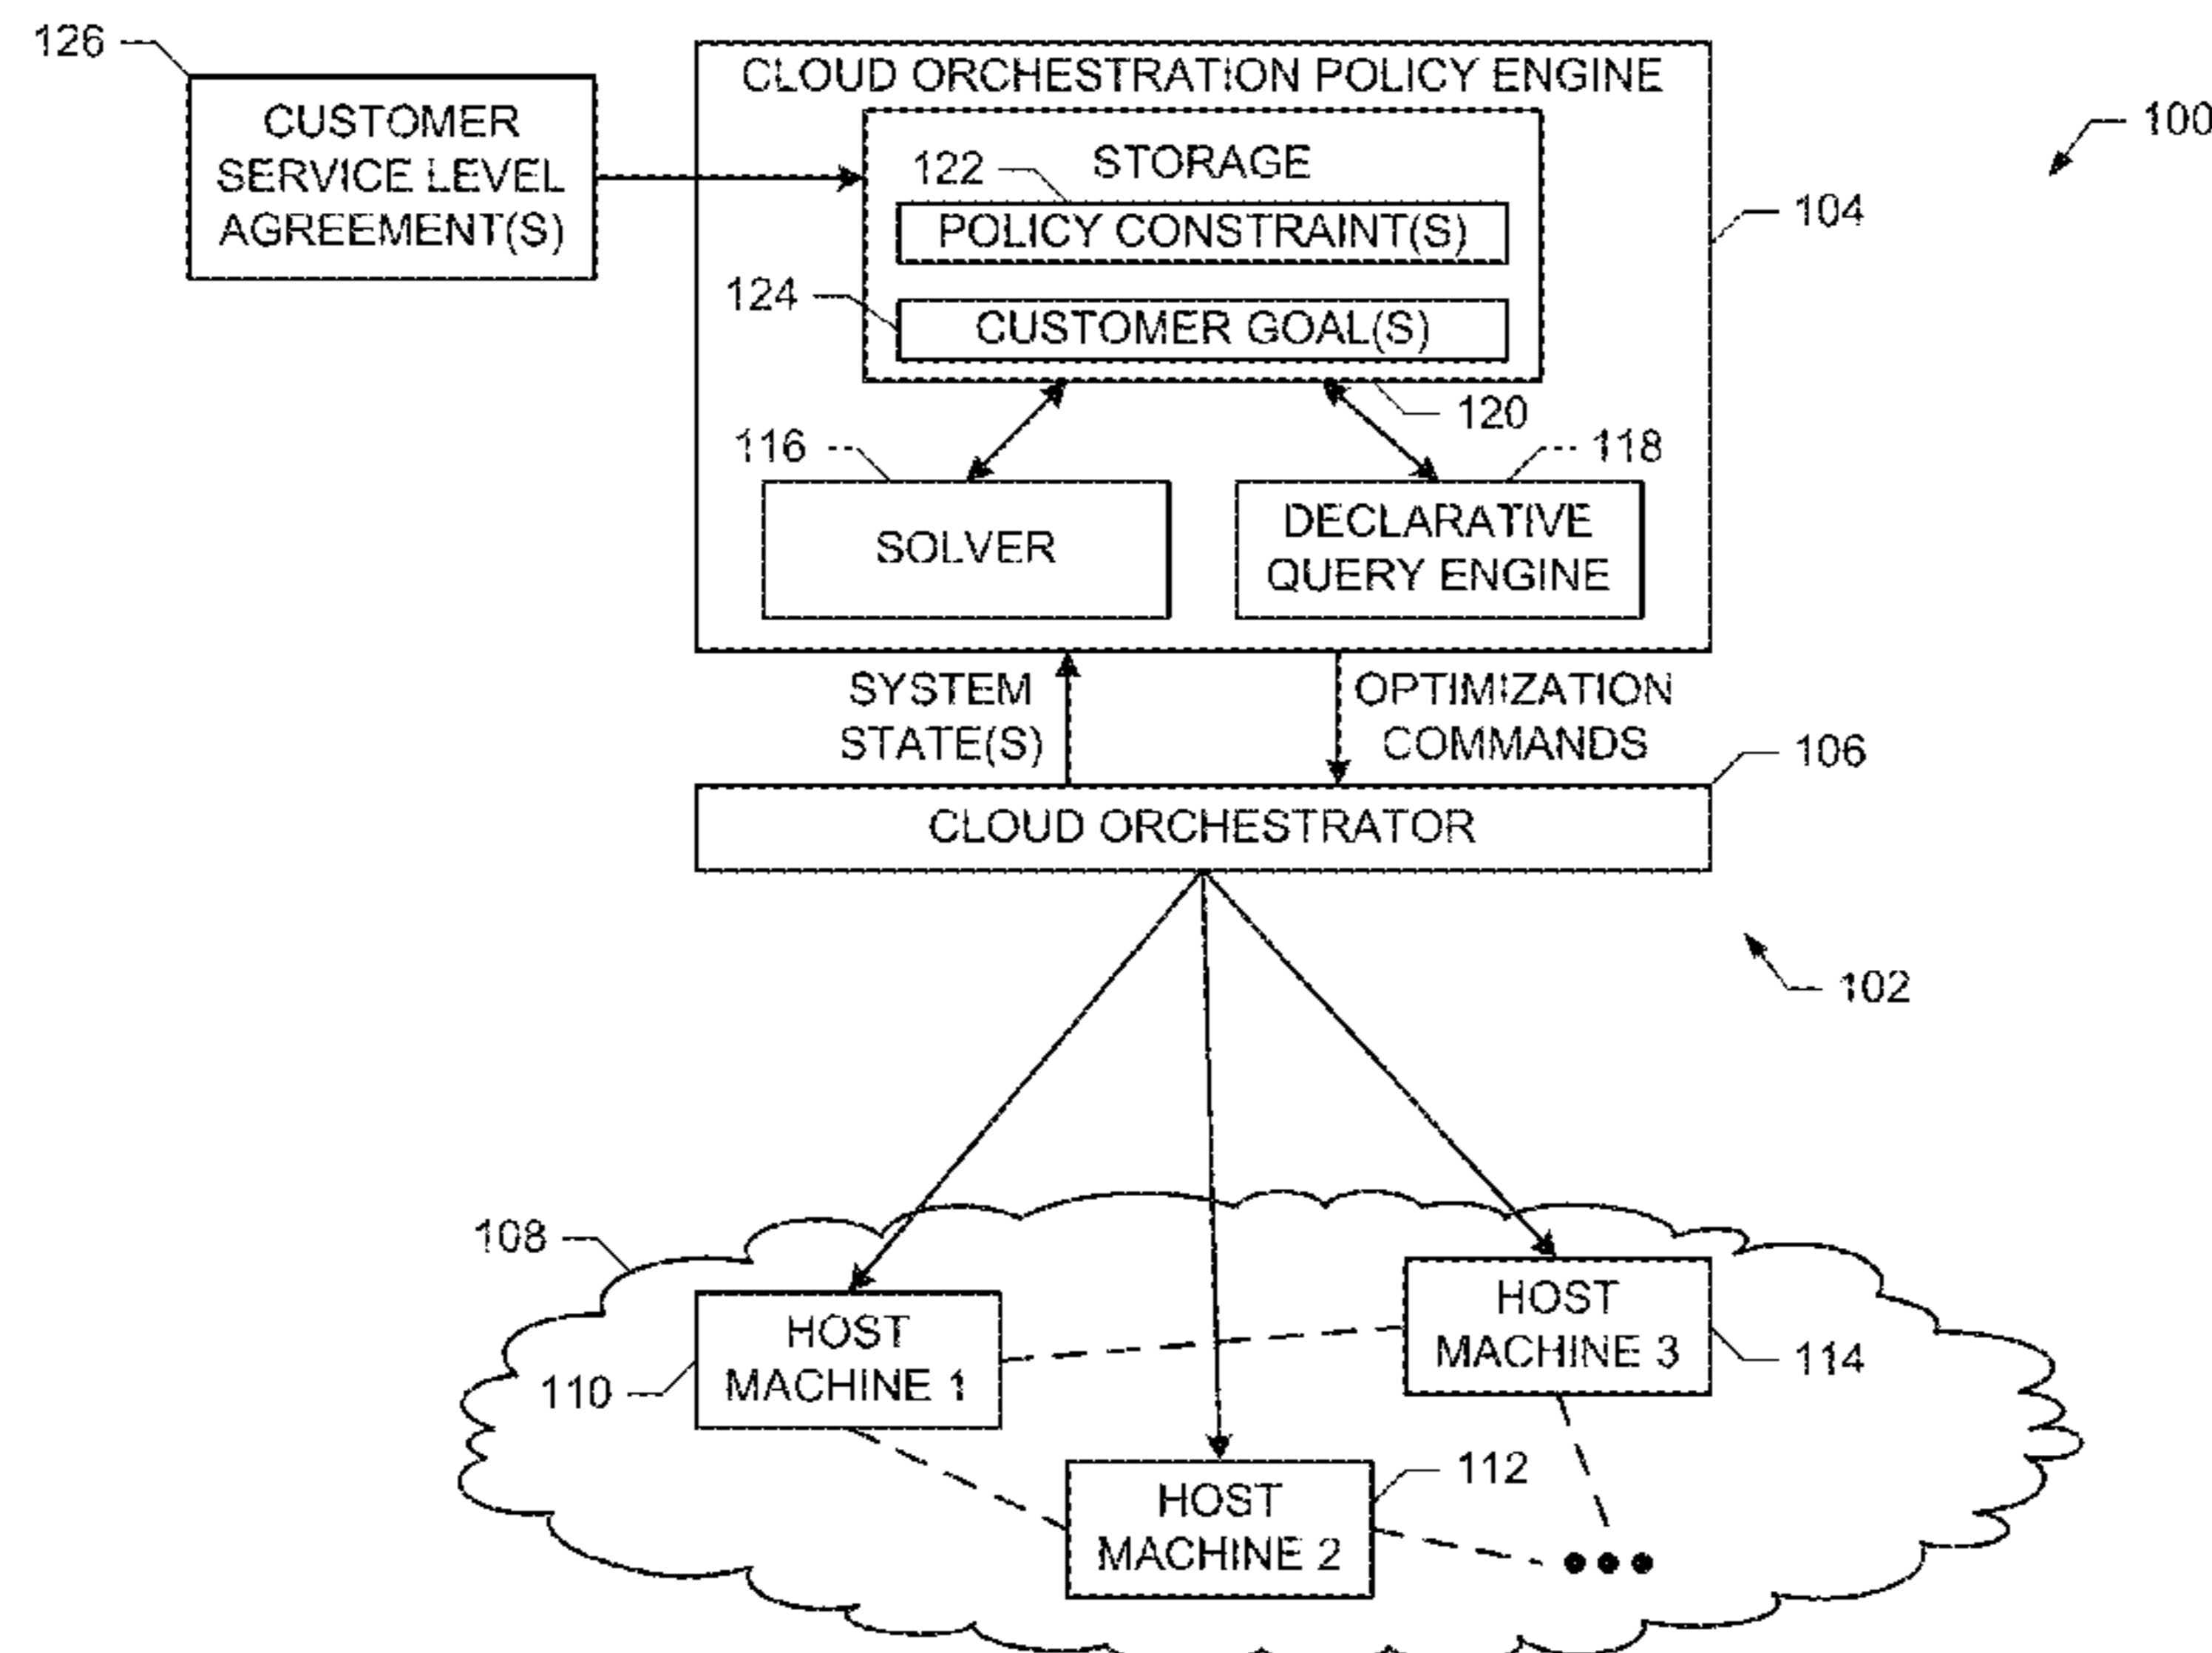 126
CUSTOMER
SERVICE LEVEL
AGREEMENT(S)
CLOUD ORCHESTRATION POLICY ENGINE
100
STORAGE
122
POLICY CONSTRAINT(S)
104
124
CUSTOMER GOAL(S)
120
116
118
SOLVER
DECLARATIVE
QUERY ENGINE
SYSTEM
STATE(S)
OPTIMIZATION
COMMANDS
106
CLOUD ORCHESTRATOR
102
108
HOST
MACHINE 1
110
HOST
MACHINE 3
114
HOST
MACHINE 2
112